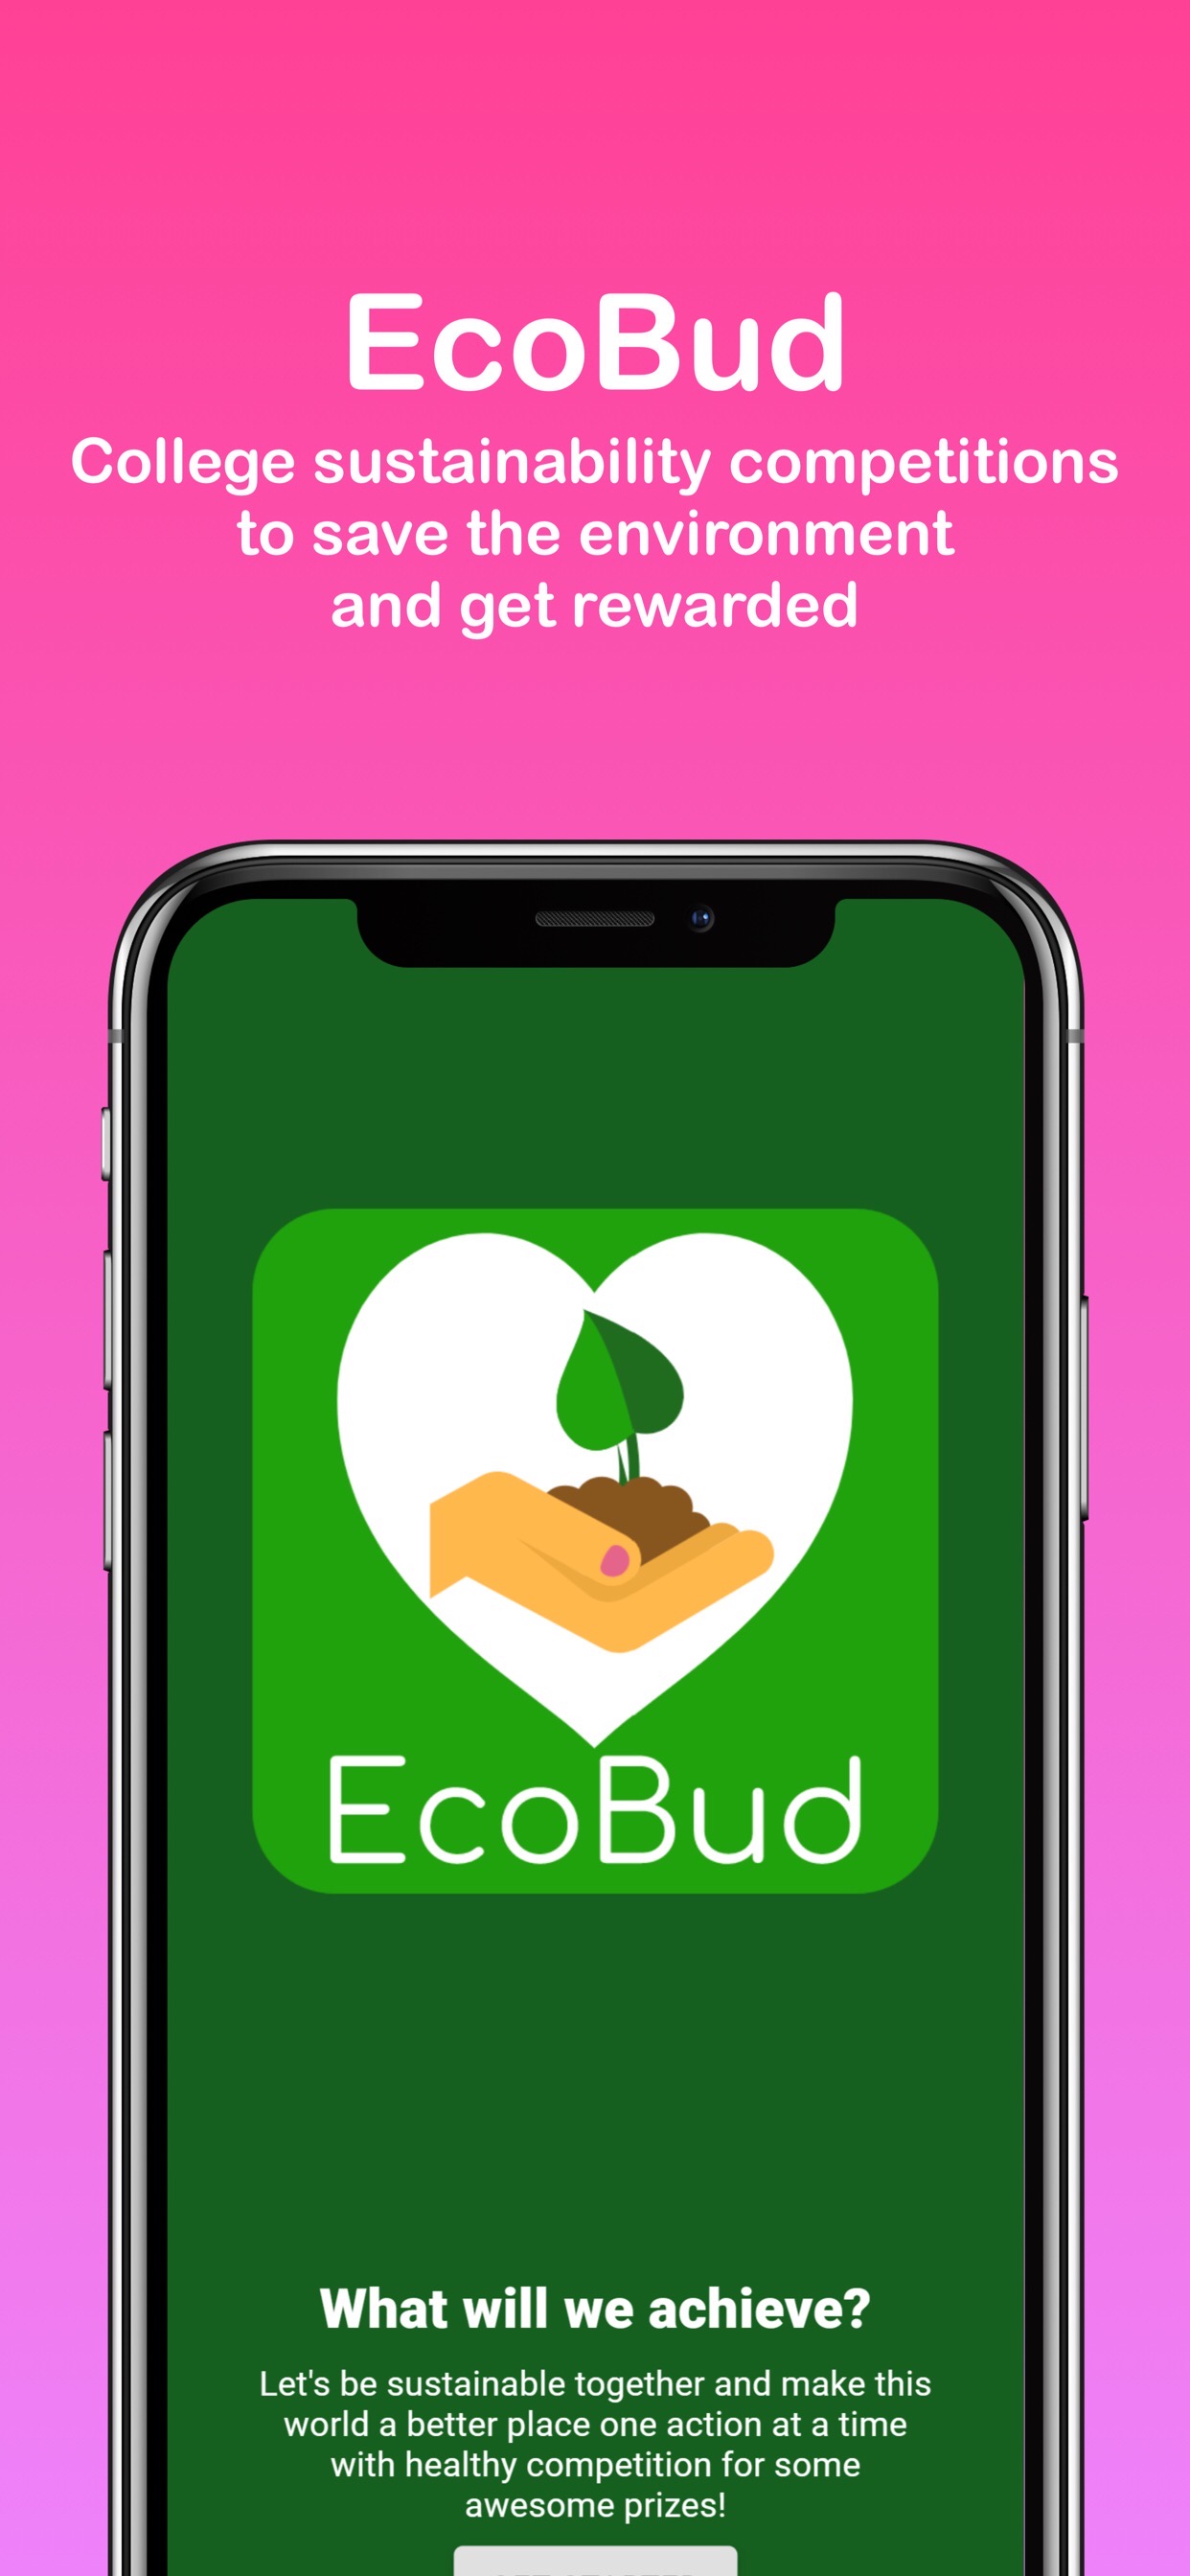 EcoBud
College sustainability competitions
to save the environment
and get rewarded
EcoBud
What will we achieve?
Let's be sustainable together and make this
world a better place one action at a time
with healthy competition for some
awesome prizes!